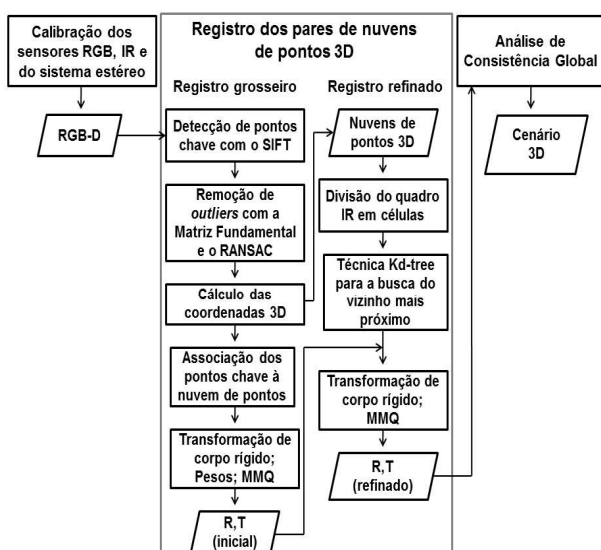 Calibração dos
sensores RGB, IR e
do sistema estéreo
RGB-D
Registro dos pares de nuvens
de pontos 3D
Registro grosseiro
Detecção de pontos
chave com o SIFT
Remoção de
outliers com a
Matriz Fundamental
e o RANSAC
Cálculo das
coordenadas 3D
Associação dos
pontos chave à
nuvem de pontos
Transformação de
corpo rígido;
Pesos; MMQ
R,T
(inicial)
Registro refinado
Nuvens de
pontos 3D
Divisão do quadro
IR em células
Técnica Kd-tree
para a busca do
vizinho mais
próximo
Transformação de
corpo rígido;
MMQ
R,T
(refinado)
Análise de
Consistência Global
Cenário
3D